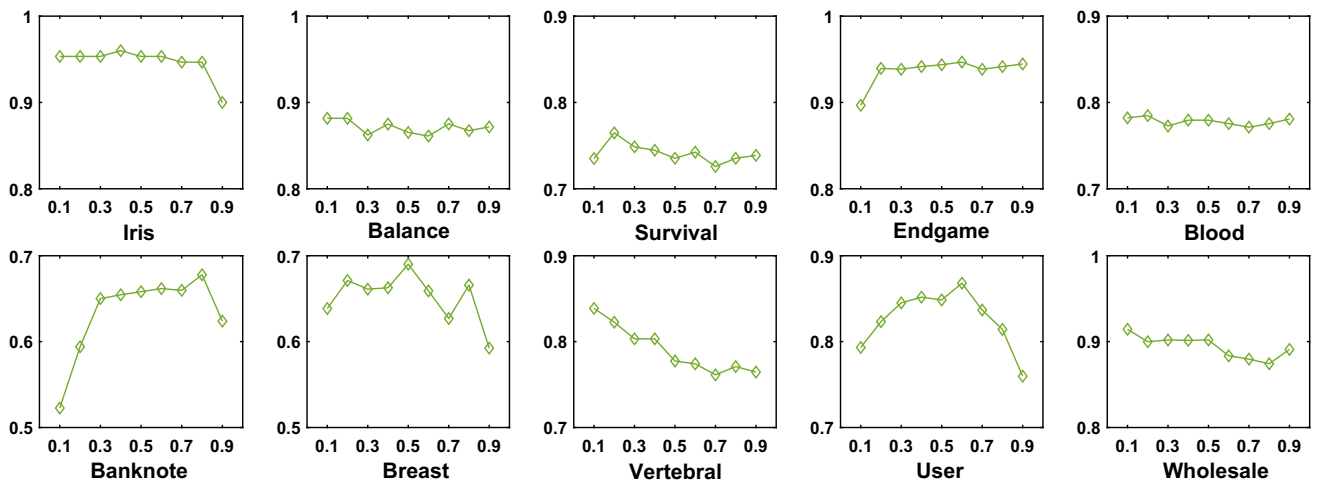 1 1 0.9 1 0.9
0.9 0.9 0.8 0.9 0.8
0.8 0.8 0.7 0.8 0.7
0.1 0.3 0.5 0.7 0.9 0.1 0.3 0.5 0.7 0.9 0.1 0.3 0.5 0.7 0.9 0.1 0.3 0.5 0.7 0.9 0.1 0.3 0.5 0.7 0.9
Iris Balance Survival Endgame Blood
0.7 0.7 0.9 0.9 1
0.6 0.6 0.8 0.8 0.9
0.5 0.5 0.7 0.7 0.8
0.1 0.3 0.5 0.7 0.9 0.1 0.3 0.5 0.7 0.9 0.1 0.3 0.5 0.7 0.9 0.1 0.3 0.5 0.7 0.9 0.1 0.3 0.5 0.7 0.9
Banknote Breast Vertebral User Wholesale